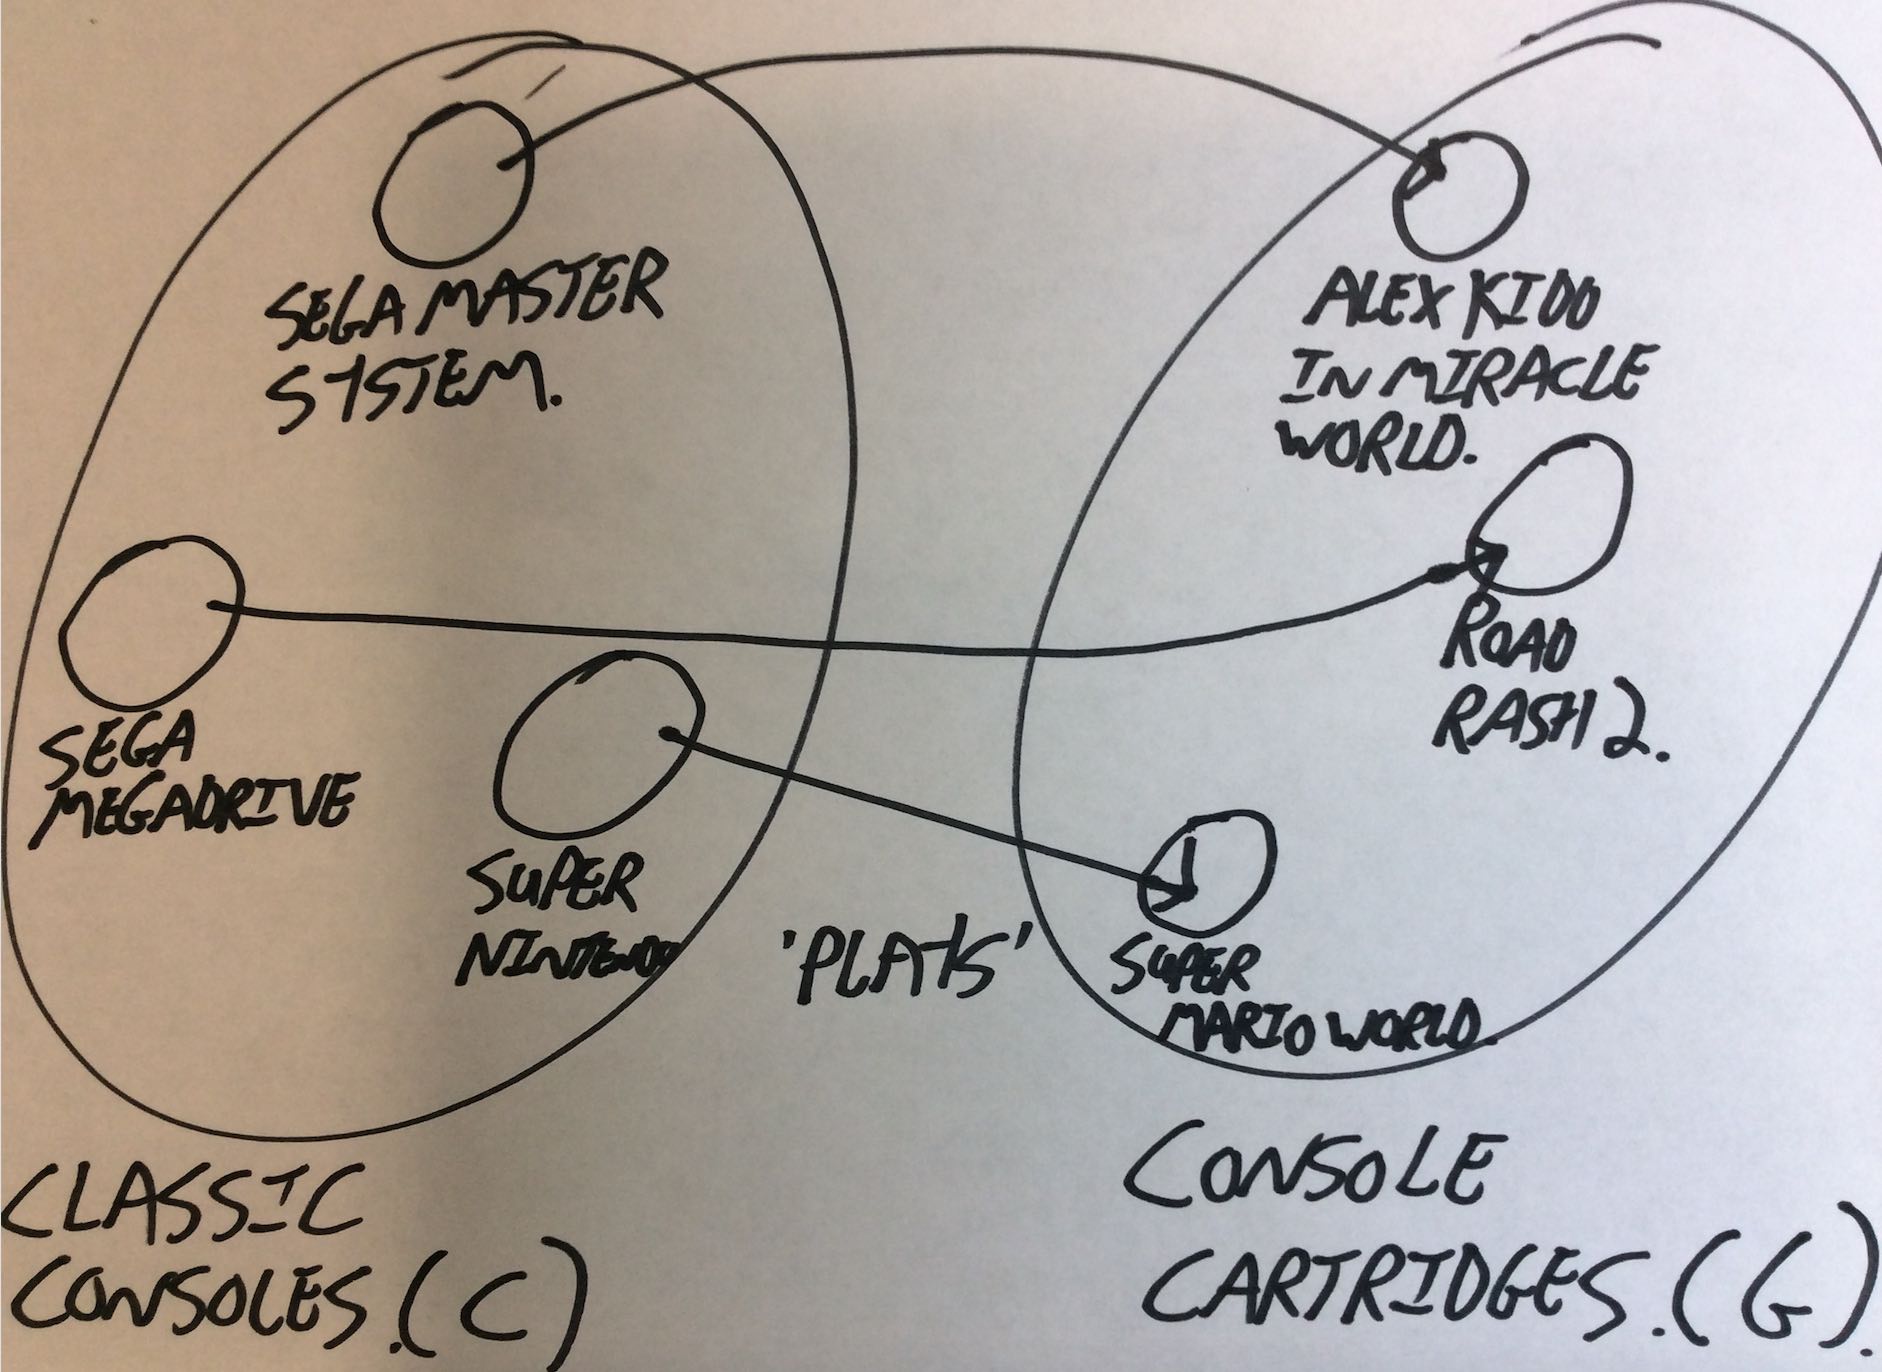 SEGA MASTER
SYSTEM.
ALEX KIDD
IN MIRACLE
WORLD.
ROAD
RASH 2.
SEGA
MEGADRIVE
SUPER
NINTENDO
'PLAYS'
SUPER
MARIO WORLD.
CLASSIC
CONSOLES. (C)
CONSOLE
CARTRIDGES. (G).